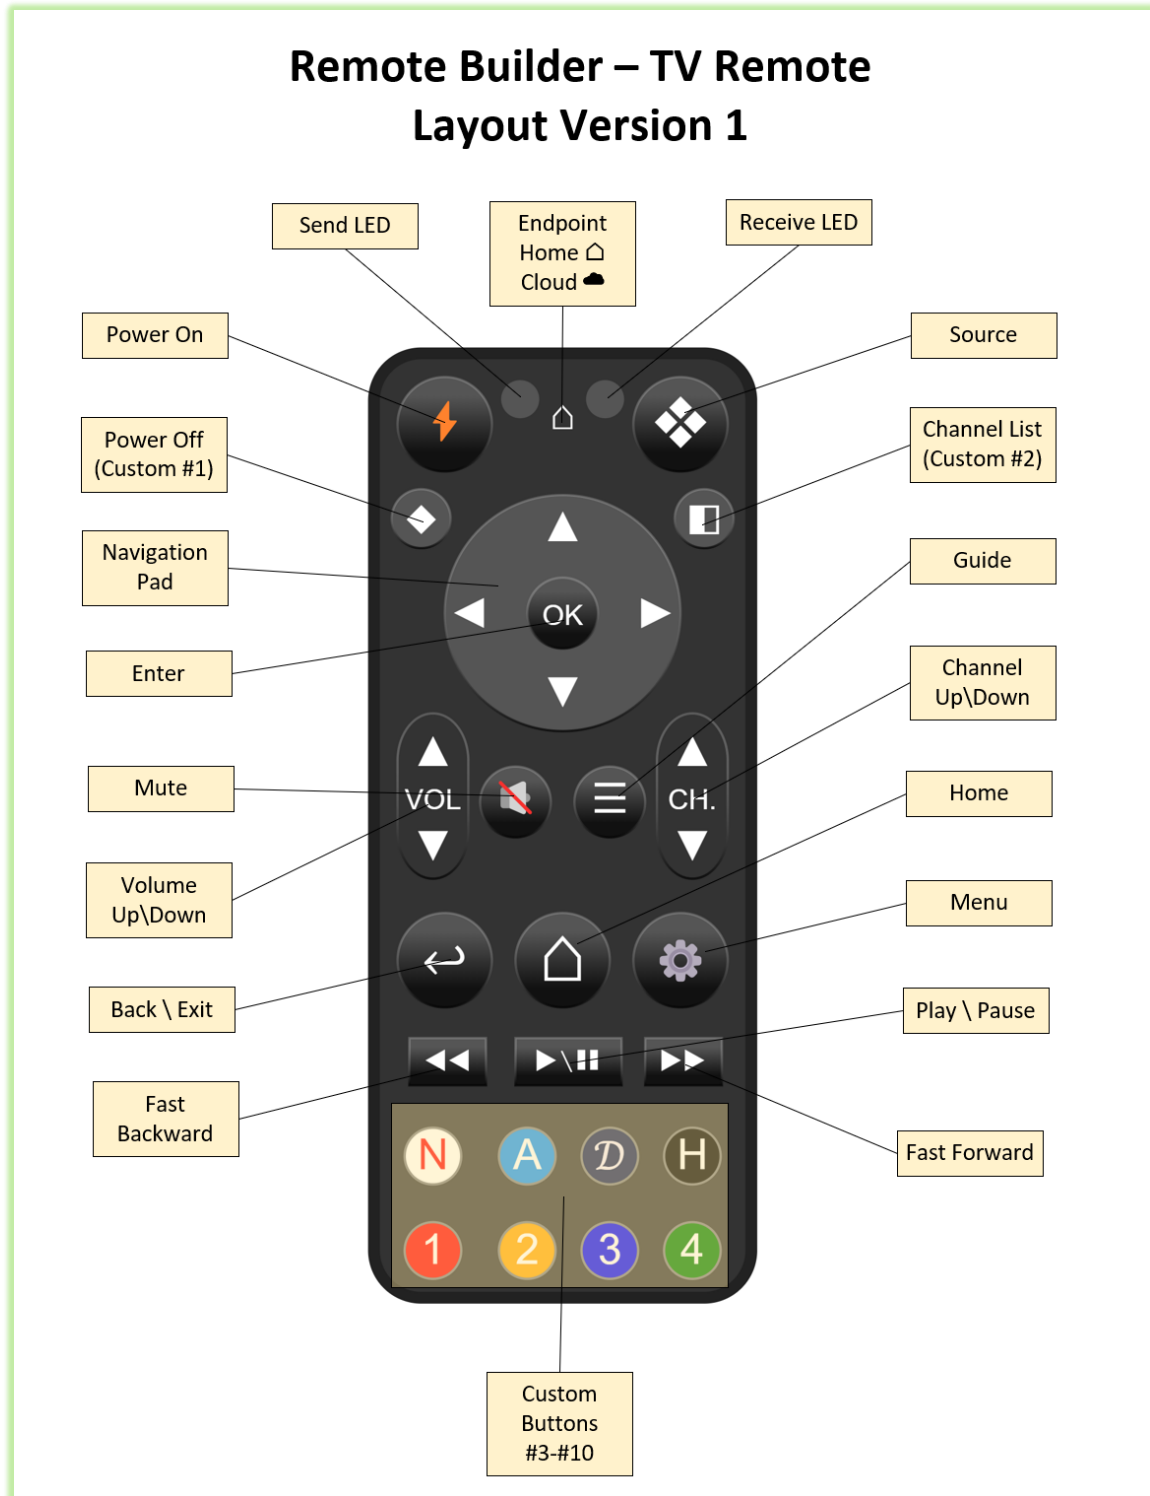 Remote Builder – TV Remote
Layout Version 1
Send LED
Endpoint
Home
Cloud
Receive LED
Power On
Source
Power Off
(Custom #1)
Channel List
(Custom #2)
Navigation
Pad
Guide
OK
Enter
Channel
Up\Down
Mute
VOL
CH.
Home
Volume
Up\Down
Menu
Back \ Exit
Play \ Pause
\
Fast
Backward
Fast Forward
N A 𝒟 H
1 2 3 4
Custom
Buttons
#3-#10